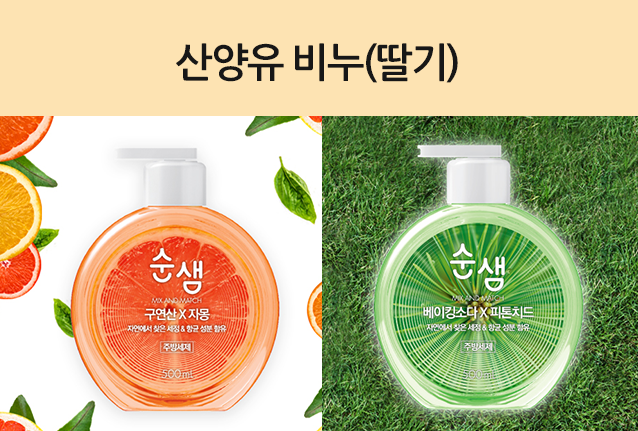 산양유 비누(딸기)
순샘
MIX AND MATCH
구연산 X 자몽
자연에서 찾은 세정 & 항균 성분 함유
주방세제
500mL
순샘
MIX AND MATCH
베이킹소다 X 피톤치드
자연에서 찾은 세정 & 항균 성분 함유
주방세제
500mL